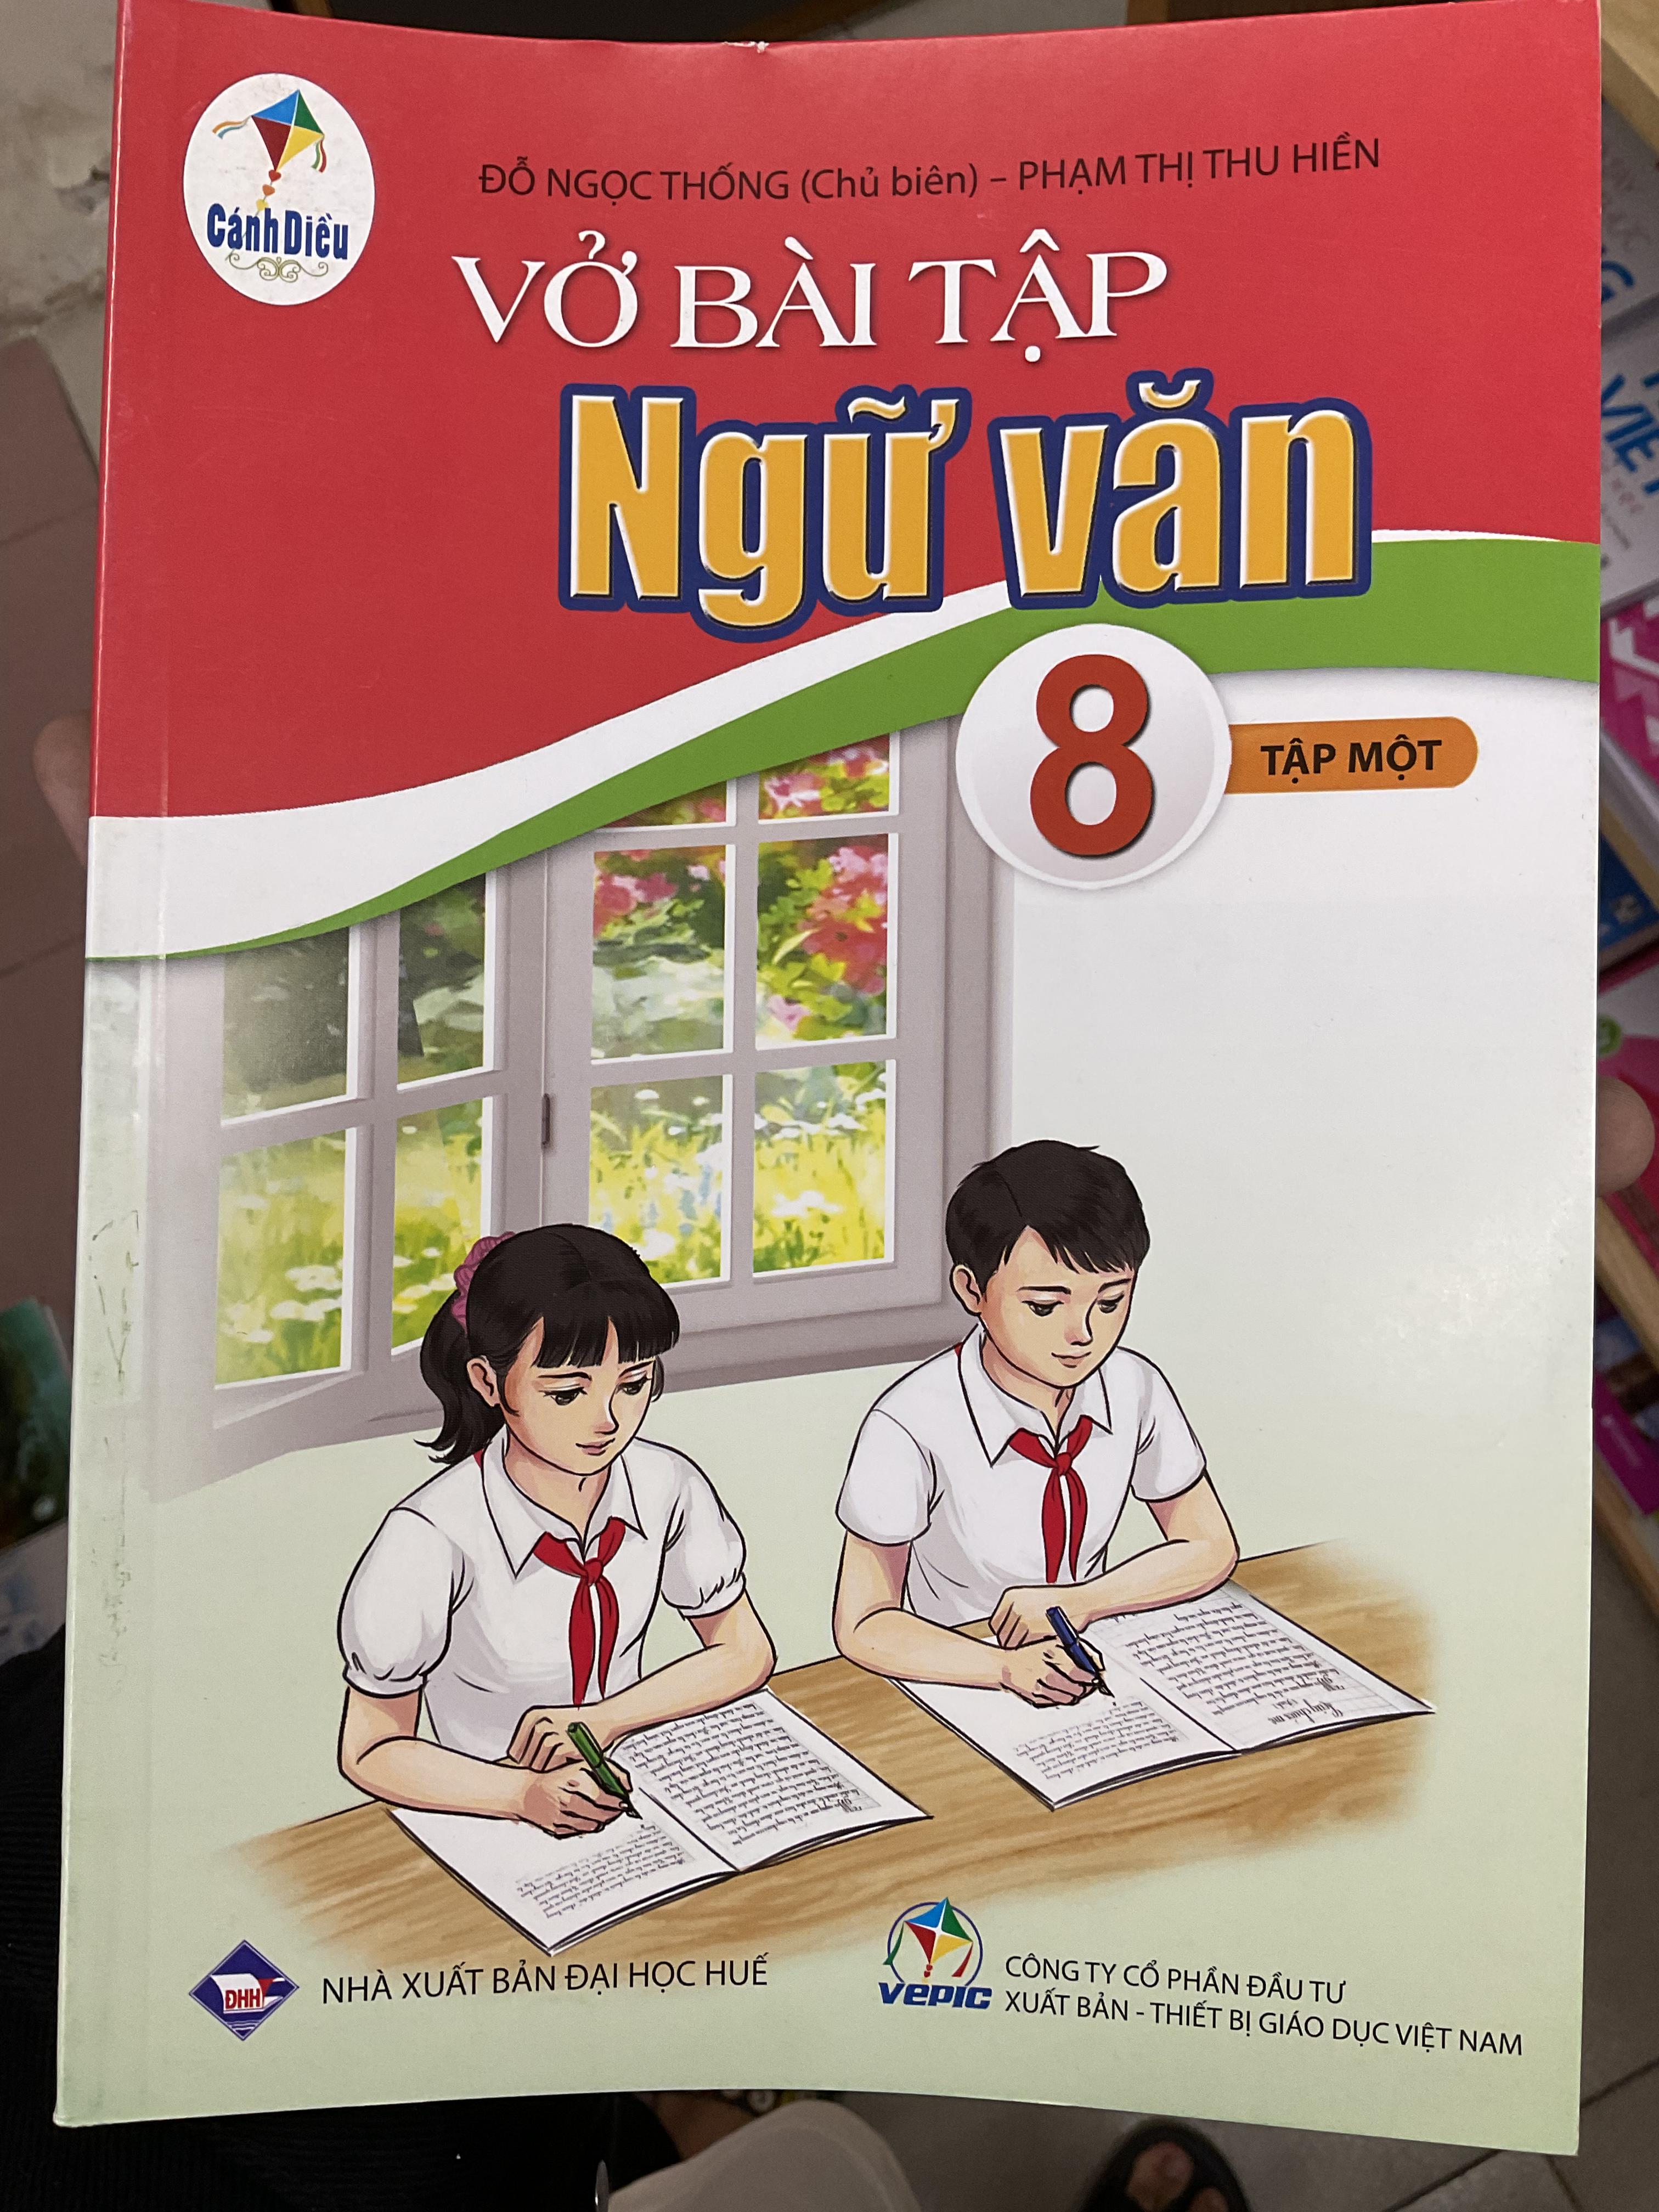 Cánh Diều
ĐỖ NGỌC THỐNG (Chủ biên) – PHẠM THỊ THU HIỀN
VỞ BÀI TẬP
Ngữ văn
8
TẬP MỘT
ĐHH
NHÀ XUẤT BẢN ĐẠI HỌC HUẾ
VEPIC
CÔNG TY CỔ PHẦN ĐẦU TƯ
XUẤT BẢN - THIẾT BỊ GIÁO DỤC VIỆT NAM